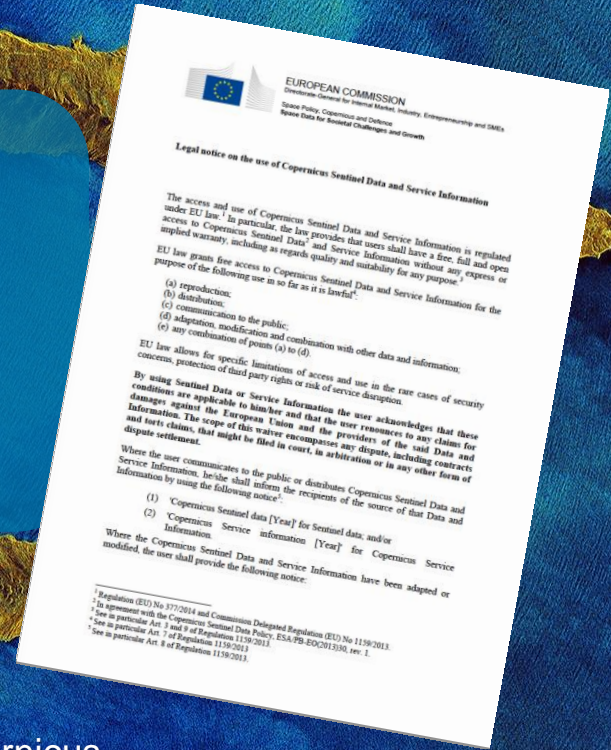 EUROPEAN COMMISSION
Directorate-General for Internal Market, Industry, Entrepreneurship and SMEs
Space Policy, Copernicus and Defence
Space Data for Societal Challenges and Growth
Legal notice on the use of Copernicus Sentinel Data and Service Information
The access and use of Copernicus Sentinel Data and Service Information is regulated
under EU law.1 In particular, the law provides that users shall have a free, full and open
access to Copernicus Sentinel Data2 and Service Information without any express or
implied warranty, including as regards quality and suitability for any purpose.3
EU law grants free access to Copernicus Sentinel Data and Service Information for the
purpose of the following use in so far as it is lawful4:
(a) reproduction;
(b) distribution;
(c) communication to the public;
(d) adaptation, modification and combination with other data and information;
(e) any combination of points (a) to (d).
EU law allows for specific limitations of access and use in the rare cases of security
concerns, protection of third party rights or risk of service disruption.
By using Sentinel Data or Service Information the user acknowledges that these
conditions are applicable to him/her and that the user renounces to any claims for
damages against the European Union and the providers of the said Data and
Information. The scope of this waiver encompasses any dispute, including contracts
and torts claims, that might be filed in court, in arbitration or in any other form of
dispute settlement.
Where the user communicates to the public or distributes Copernicus Sentinel Data and
Service Information, he/she shall inform the recipients of the source of that Data and
Information by using the following notice5:
(1) 'Copernicus Sentinel data [Year]' for Sentinel data; and/or
(2) 'Copernicus Service information [Year]' for Copernicus Service
Information.
Where the Copernicus Sentinel Data and Service Information have been adapted or
modified, the user shall provide the following notice:
1 Regulation (EU) No 377/2014 and Commission Delegated Regulation (EU) No 1159/2013.
2 In agreement with the Copernicus Sentinel Data Policy, ESA/PB-EO(2013)30, rev. 1.
3 See in particular Art. 3 and 9 of Regulation 1159/2013.
4 See in particular Art. 7 of Regulation 1159/2013
5 See in particular Art. 8 of Regulation 1159/2013.